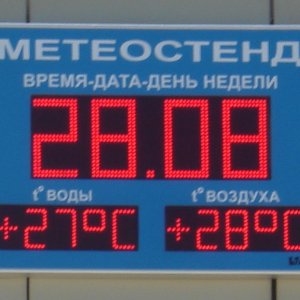 МЕТЕОСТЕНД
ВРЕМЯ-ДАТА-ДЕНЬ НЕДЕЛИ
28.08
t° ВОДЫ t° ВОЗДУХА
+27°C +28°C